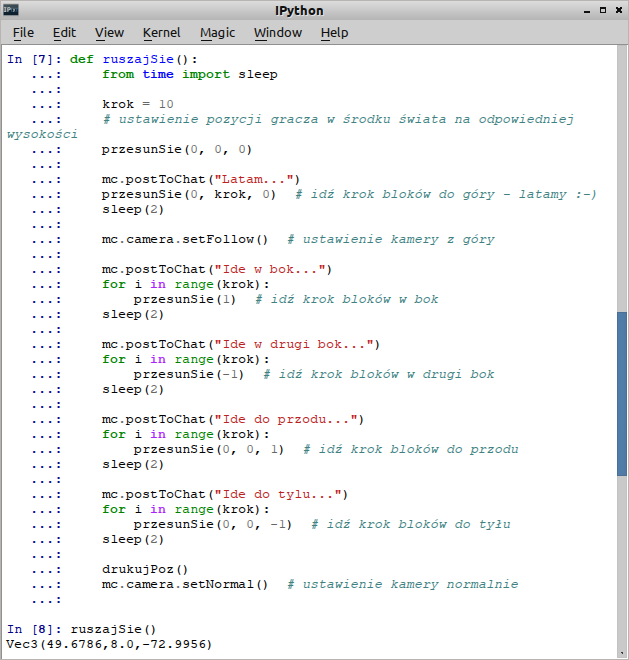 IPython
File Edit View Kernel Magic Window Help
In [7]: def ruszajSie():
   ...:     from time import sleep
   ...:
   ...:     krok = 10
   ...:     # ustawienie pozycji gracza w środku świata na odpowiedniej
wysokości
   ...:     przesunSie(0, 0, 0)
   ...:
   ...:     mc.postToChat("Latam...")
   ...:     przesunSie(0, krok, 0)  # idź krok bloków do góry - latamy :-)
   ...:     sleep(2)
   ...:
   ...:     mc.camera.setFollow()  # ustawienie kamery z góry
   ...:
   ...:     mc.postToChat("Ide w bok...")
   ...:     for i in range(krok):
   ...:         przesunSie(1)  # idź krok bloków w bok
   ...:     sleep(2)
   ...:
   ...:     mc.postToChat("Ide w drugi bok...")
   ...:     for i in range(krok):
   ...:         przesunSie(-1)  # idź krok bloków w drugi bok
   ...:     sleep(2)
   ...:
   ...:     mc.postToChat("Ide do przodu...")
   ...:     for i in range(krok):
   ...:         przesunSie(0, 0, 1)  # idź krok bloków do przodu
   ...:     sleep(2)
   ...:
   ...:     mc.postToChat("Ide do tylu...")
   ...:     for i in range(krok):
   ...:         przesunSie(0, 0, -1)  # idź krok bloków do tyłu
   ...:     sleep(2)
   ...:
   ...:     drukujPoz()
   ...:     mc.camera.setNormal()  # ustawienie kamery normalnie
   ...:
In [8]: ruszajSie()
Vec3(49.6786,8.0,-72.9956)